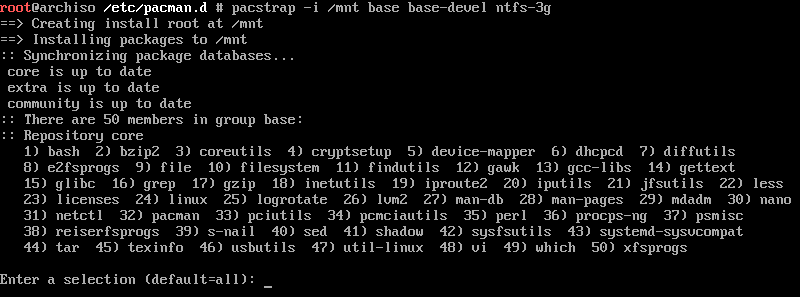 root@archiso /etc/pacman.d # pacstrap -i /mnt base base-devel ntfs-3g
==> Creating install root at /mnt
==> Installing packages to /mnt
:: Synchronizing package databases...
 core is up to date
 extra is up to date
 community is up to date
:: There are 50 members in group base:
:: Repository core
   1) bash  2) bzip2  3) coreutils  4) cryptsetup  5) device-mapper  6) dhcpcd  7) diffutils
   8) e2fsprogs  9) file  10) filesystem  11) findutils  12) gawk  13) gcc-libs  14) gettext
   15) glibc  16) grep  17) gzip  18) inetutils  19) iproute2  20) iputils  21) jfsutils  22) less
   23) licenses  24) linux  25) logrotate  26) lvm2  27) man-db  28) man-pages  29) mdadm  30) nano
   31) netctl  32) pacman  33) pciutils  34) pcmciautils  35) perl  36) procps-ng  37) psmisc
   38) reiserfsprogs  39) s-nail  40) sed  41) shadow  42) sysfsutils  43) systemd-sysvcompat
   44) tar  45) texinfo  46) usbutils  47) util-linux  48) vi  49) which  50) xfsprogs

Enter a selection (default=all): _